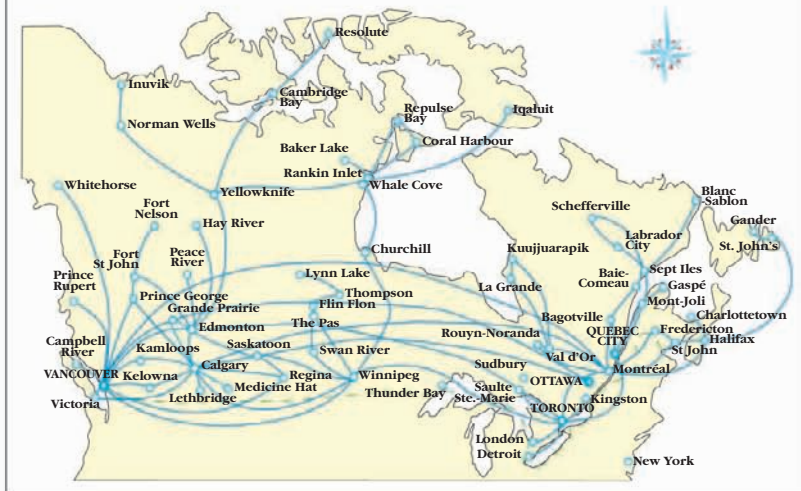 Resolute
Inuvik
Cambridge
Bay
Repulse
Bay
Iqaluit
Norman Wells
Coral Harbour
Baker Lake
Rankin Inlet
Whale Cove
Whitehorse
Yellowknife
Blanc
-Sablon
Fort
Nelson
Schefferville
Gander
Hay River
Labrador
City
St. John's
Fort
St John
Peace
River
Churchill
Kuujjuarapik
Sept Iles
Prince
Rupert
Lynn Lake
La Grande
Baie-
Comeau
Gaspé
Prince George
Thompson
Mont-Joli
Grande Prairie
Flin Flon
Bagotville
Charlottetown
Edmonton
The Pas
Rouyn-Noranda
QUEBEC
CITY
Fredericton
Campbell
River
Kamloops
Saskatoon
Swan River
Val d'Or
Halifax
St John
Calgary
Sudbury
Montréal
VANCOUVER
Kelowna
Regina
Winnipeg
OTTAWA
Medicine Hat
Thunder Bay
Saulte
Ste.-Marie
Kingston
Victoria
Lethbridge
TORONTO
London
Detroit
New York